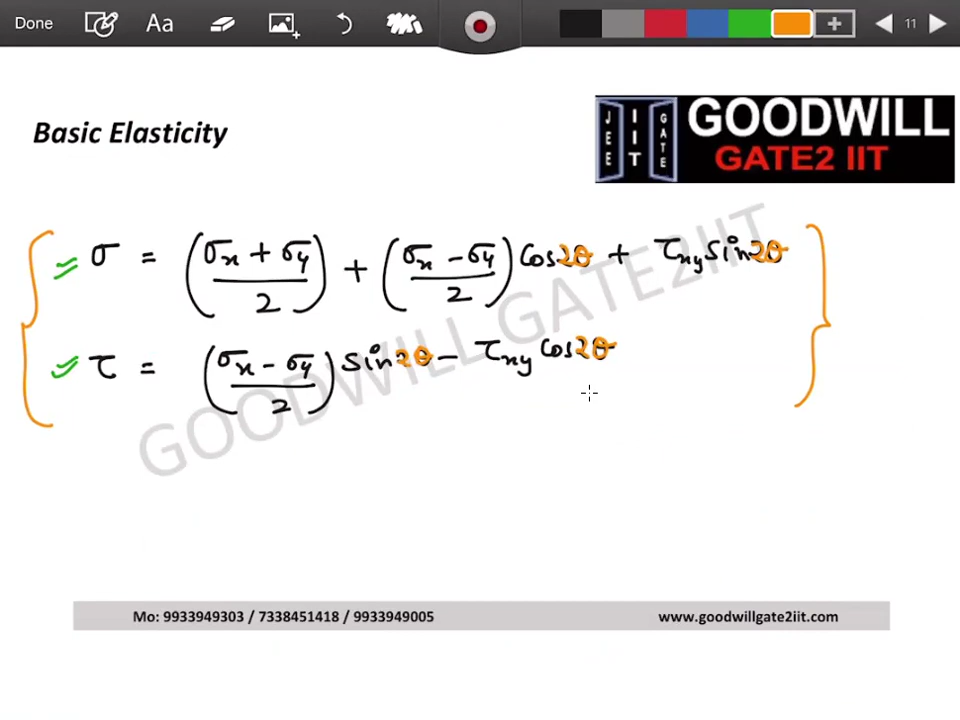 Done Aa 11
Basic Elasticity
JEE IIT GATE GOODWILL
GATE2 IIT
σ = (σx + σy / 2) + (σx - σy / 2) cos2θ + τxy sin2θ
τ = (σx - σy / 2) sin2θ - τxy cos2θ
GOODWILL GATE2IIT
Mo: 9933949303 / 7338451418 / 9933949005 www.goodwillgate2iit.com